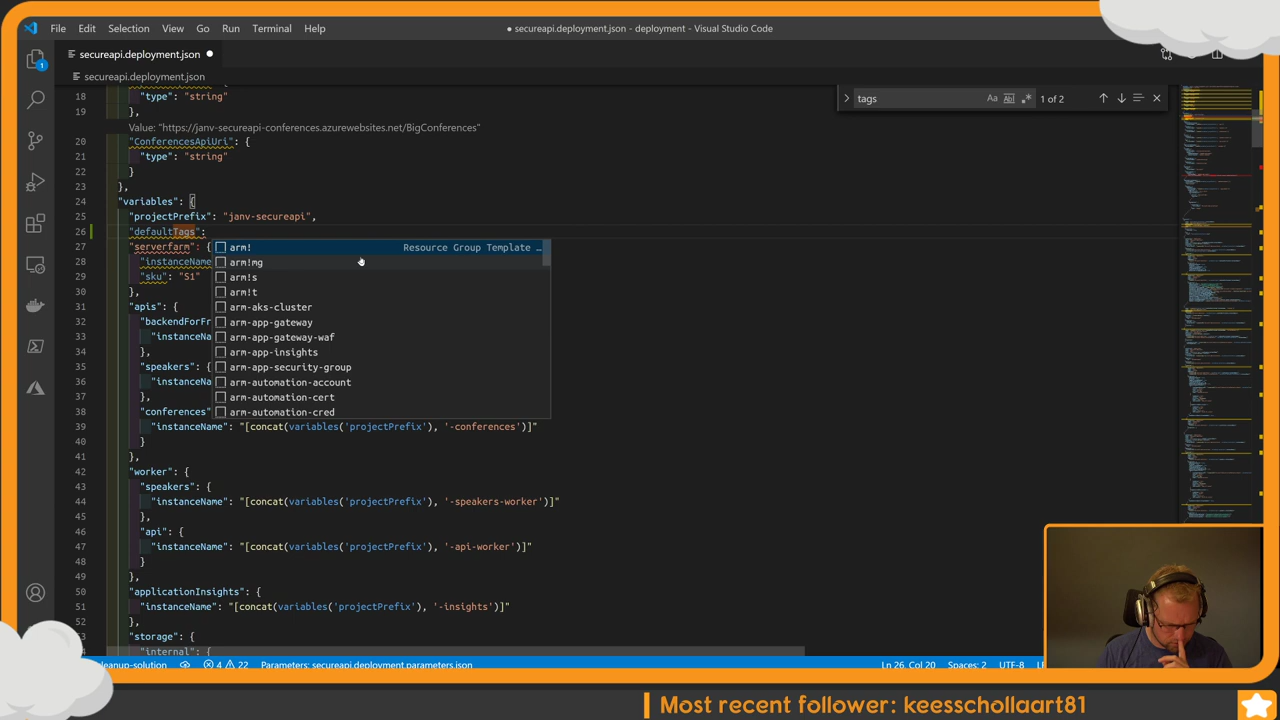 File Edit Selection View Go Run Terminal Help
● secureapi.deployment.json - deployment - Visual Studio Code
secureapi.deployment.json ●
secureapi.deployment.json
tags
Aa
1 of 2
18 "type": "string"
19 },
Value: "https://janv-secureapi-conferences.azurewebsites.net/BgConferences
20 "ConferencesApiUri": {
21 "type": "string"
22 }
23 },
24 "variables": {
25 "projectPrefix": "janv-secureapi",
26 "defaultTags":
27 "serverfarm": {
28 "instanceName
29 "sku": "S1"
30 },
31 "apis": {
32 "backendForFr
33 "instanceNa
34 },
35 "speakers": {
36 "instanceNa
37 },
38 "conferences"
39 "instanceName": "[concat(variables('projectPrefix'), '-conferences')]"
40 }
41 },
42 "worker": {
43 "speakers": {
44 "instanceName": "[concat(variables('projectPrefix'), '-speakers-worker')]"
45 },
46 "api": {
47 "instanceName": "[concat(variables('projectPrefix'), '-api-worker')]"
48 }
49 },
50 "applicationInsights": {
51 "instanceName": "[concat(variables('projectPrefix'), '-insights')]"
52 },
53 "storage": {
"internal": {
arm! Resource Group Template …
arm!mg
arm!s
arm!t
arm-aks-cluster
arm-app-gateway
arm-app-gateway-waf
arm-app-insights
arm-app-security-group
arm-automation-account
arm-automation-cert
arm-automation-cred
1
leanup-solution 4 22 Parameters: secureapi.deployment.parameters.json Ln 26, Col 20 Spaces: 2 UTF-8
Most recent follower: keesschollaart81